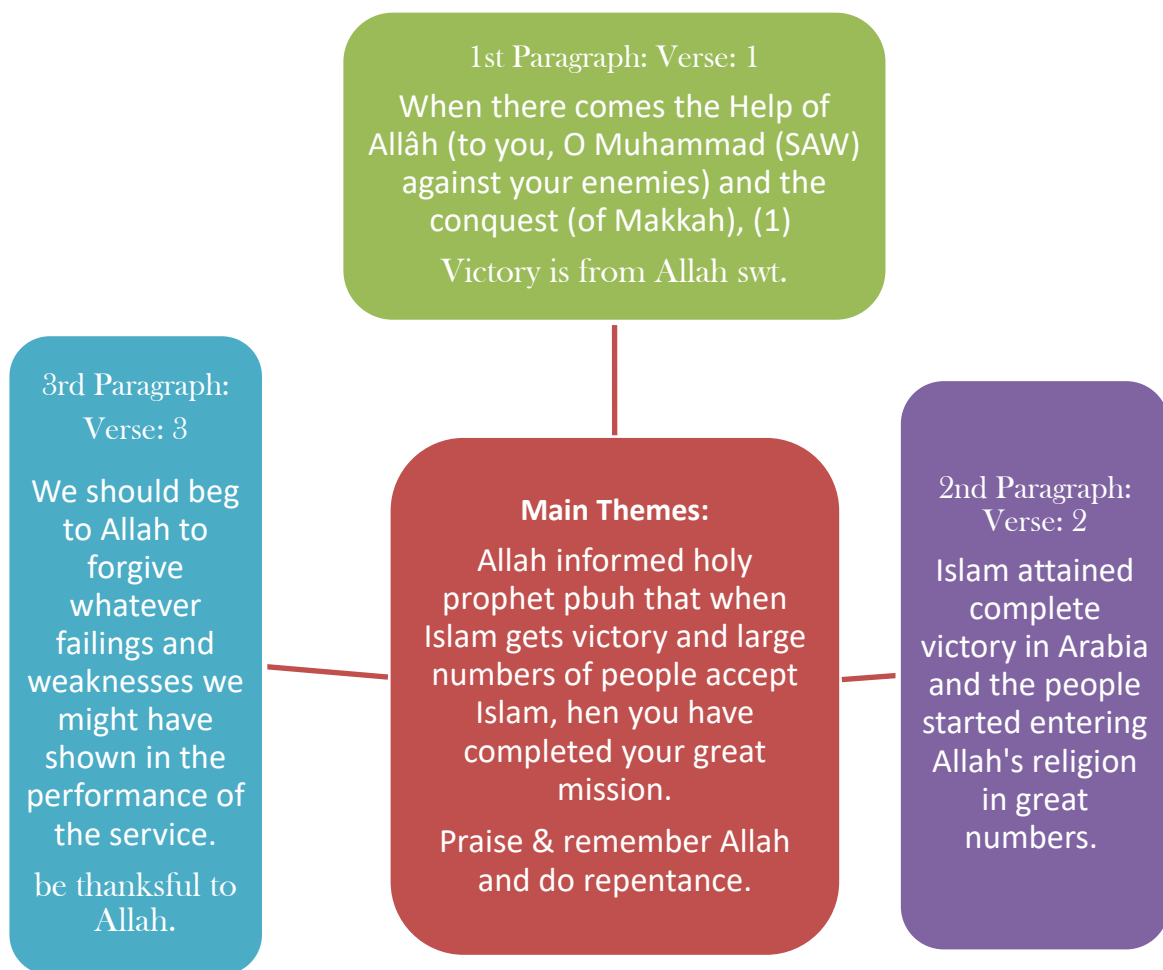 1st Paragraph: Verse: 1
When there comes the Help of
Allâh (to you, O Muhammad (SAW)
against your enemies) and the
conquest (of Makkah), (1)
Victory is from Allah swt.
3rd Paragraph:
Verse: 3
We should beg
to Allah to
forgive
whatever
failings and
weaknesses we
might have
shown in the
performance of
the service.
be thanksful to
Allah.
Main Themes:
Allah informed holy
prophet pbuh that when
Islam gets victory and large
numbers of people accept
Islam, hen you have
completed your great
mission.
Praise & remember Allah
and do repentance.
2nd Paragraph:
Verse: 2
Islam attained
complete
victory in Arabia
and the people
started entering
Allah's religion
in great
numbers.